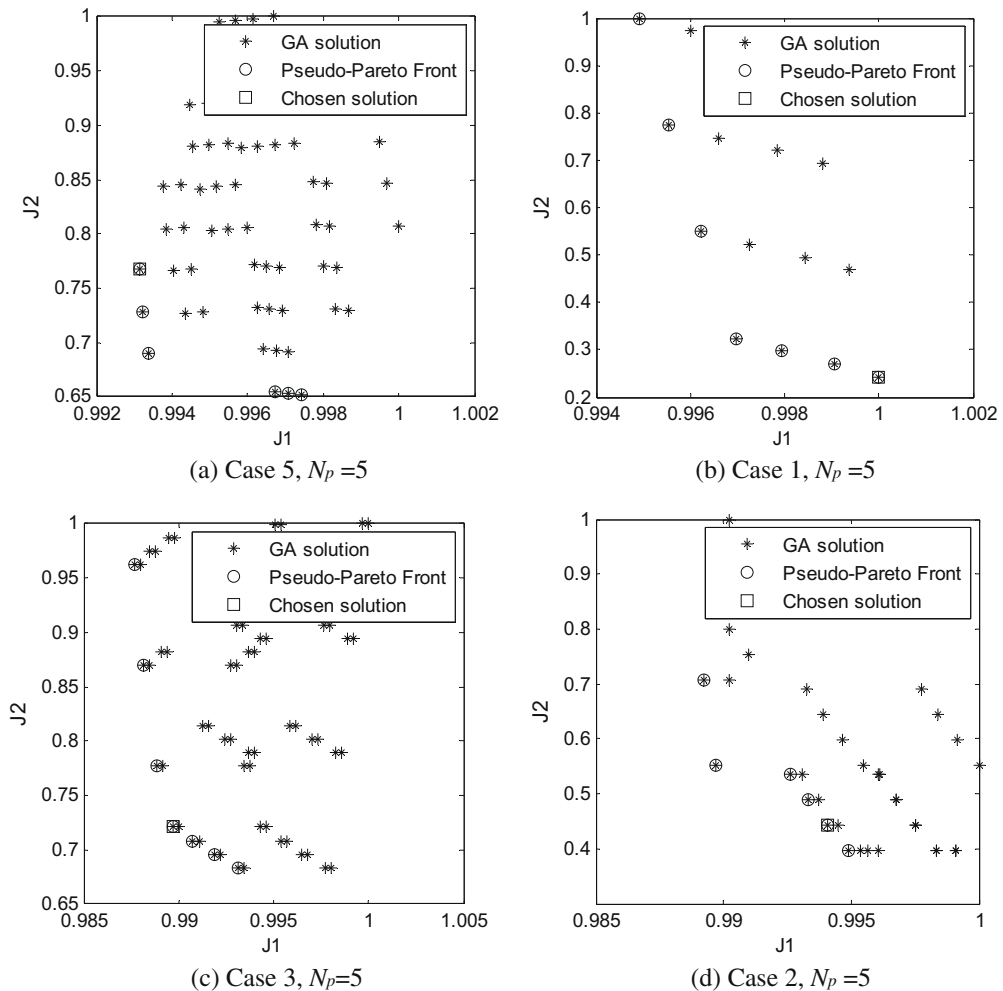 1
0.95
0.9
0.85
0.8
0.75
0.7
0.65
J2
0.992 0.994 0.996 0.998 1 1.002
J1
GA solution
Pseudo-Pareto Front
Chosen solution
(a) Case 5, Np =5
1
0.9
0.8
0.7
0.6
0.5
0.4
0.3
0.2
J2
0.994 0.996 0.998 1 1.002
J1
GA solution
Pseudo-Pareto Front
Chosen solution
(b) Case 1, Np =5
1
0.95
0.9
0.85
0.8
0.75
0.7
0.65
J2
0.985 0.99 0.995 1 1.005
J1
GA solution
Pseudo-Pareto Front
Chosen solution
(c) Case 3, Np=5
1
0.9
0.8
0.7
0.6
0.5
0.4
J2
0.985 0.99 0.995 1
J1
GA solution
Pseudo-Pareto Front
Chosen solution
(d) Case 2, Np =5